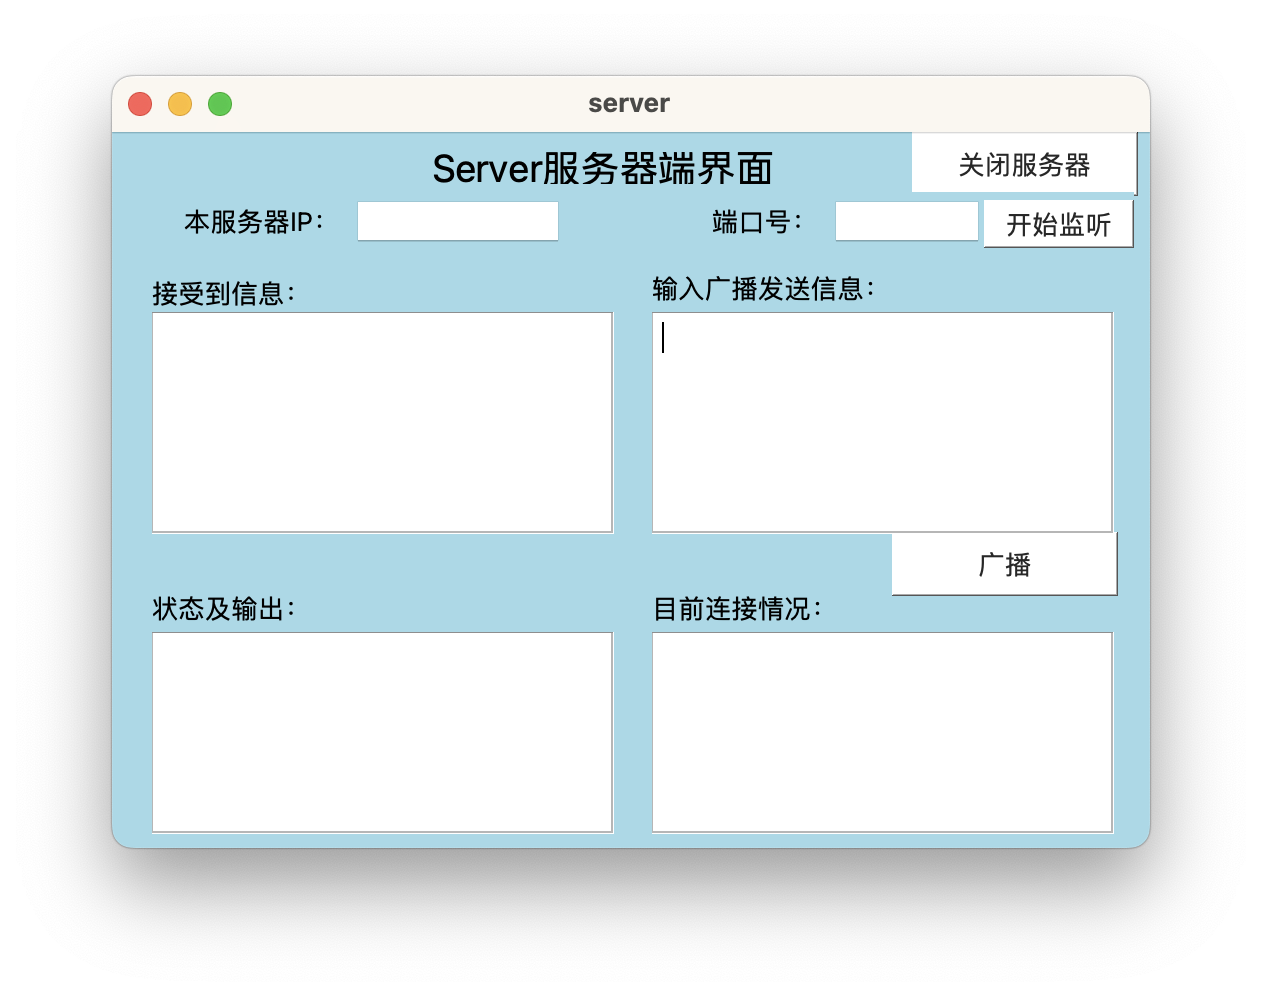 server
Server服务器端界面
关闭服务器
本服务器IP：
端口号：
开始监听
接受到信息：
输入广播发送信息：
广播
状态及输出：
目前连接情况：